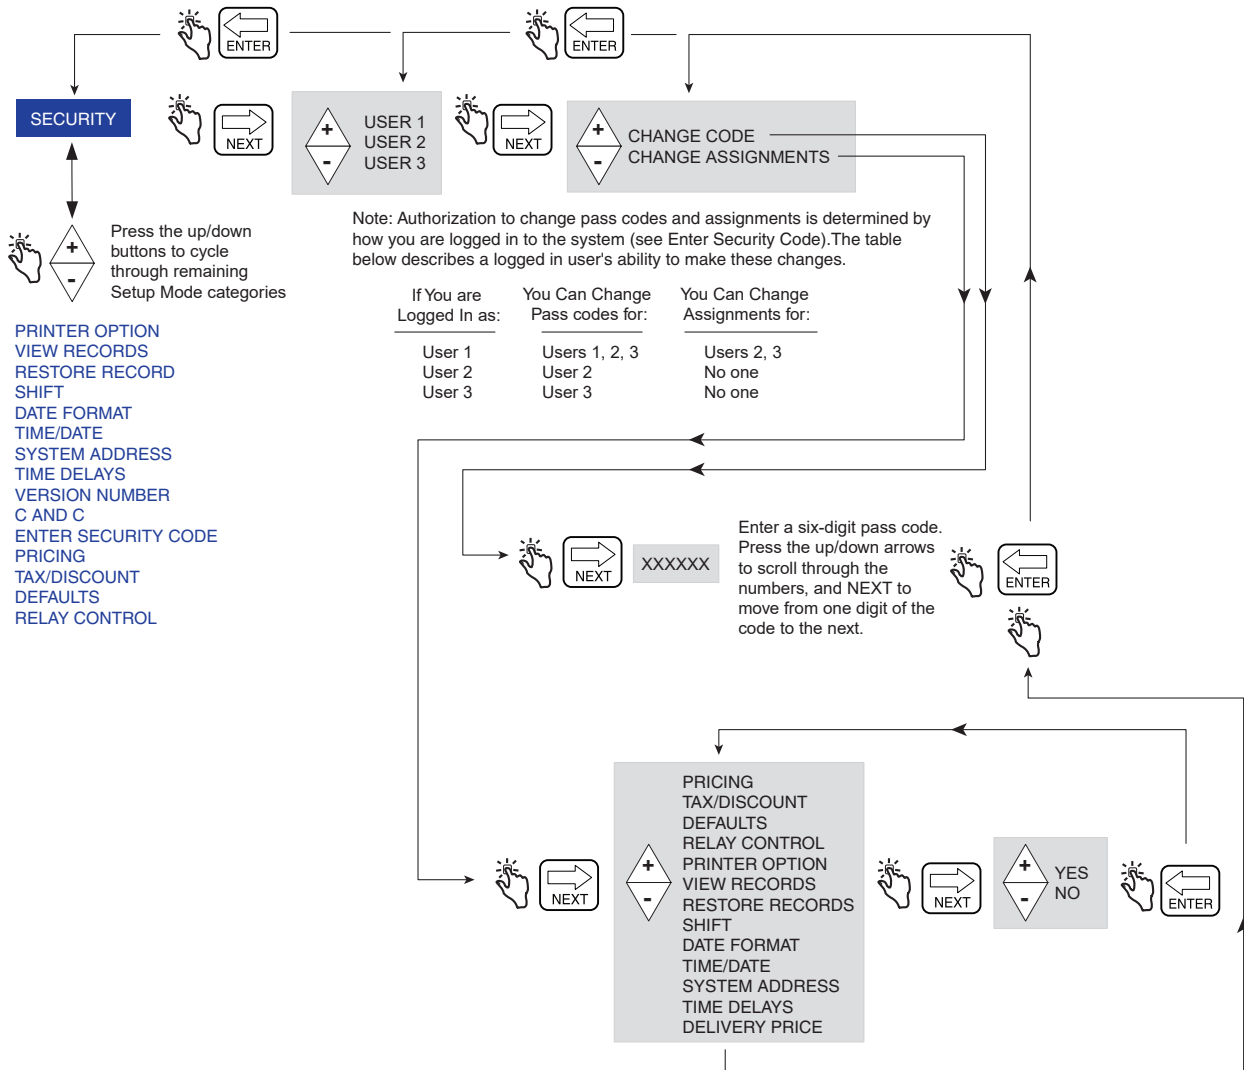 ENTER
ENTER
SECURITY
NEXT
+
-
USER 1
USER 2
USER 3
NEXT
+
-
CHANGE CODE
CHANGE ASSIGNMENTS
+
-
Press the up/down
buttons to cycle
through remaining
Setup Mode categories
Note: Authorization to change pass codes and assignments is determined by
how you are logged in to the system (see Enter Security Code).The table
below describes a logged in user's ability to make these changes.
If You are You Can Change You Can Change
Logged In as: Pass codes for: Assignments for:
User 1 Users 1, 2, 3 Users 2, 3
User 2 User 2 No one
User 3 User 3 No one
PRINTER OPTION
VIEW RECORDS
RESTORE RECORD
SHIFT
DATE FORMAT
TIME/DATE
SYSTEM ADDRESS
TIME DELAYS
VERSION NUMBER
C AND C
ENTER SECURITY CODE
PRICING
TAX/DISCOUNT
DEFAULTS
RELAY CONTROL
NEXT
XXXXXX
Enter a six-digit pass code.
Press the up/down arrows
to scroll through the
numbers, and NEXT to
move from one digit of the
code to the next.
ENTER
NEXT
+
-
PRICING
TAX/DISCOUNT
DEFAULTS
RELAY CONTROL
PRINTER OPTION
VIEW RECORDS
RESTORE RECORDS
SHIFT
DATE FORMAT
TIME/DATE
SYSTEM ADDRESS
TIME DELAYS
DELIVERY PRICE
NEXT
+
-
YES
NO
ENTER